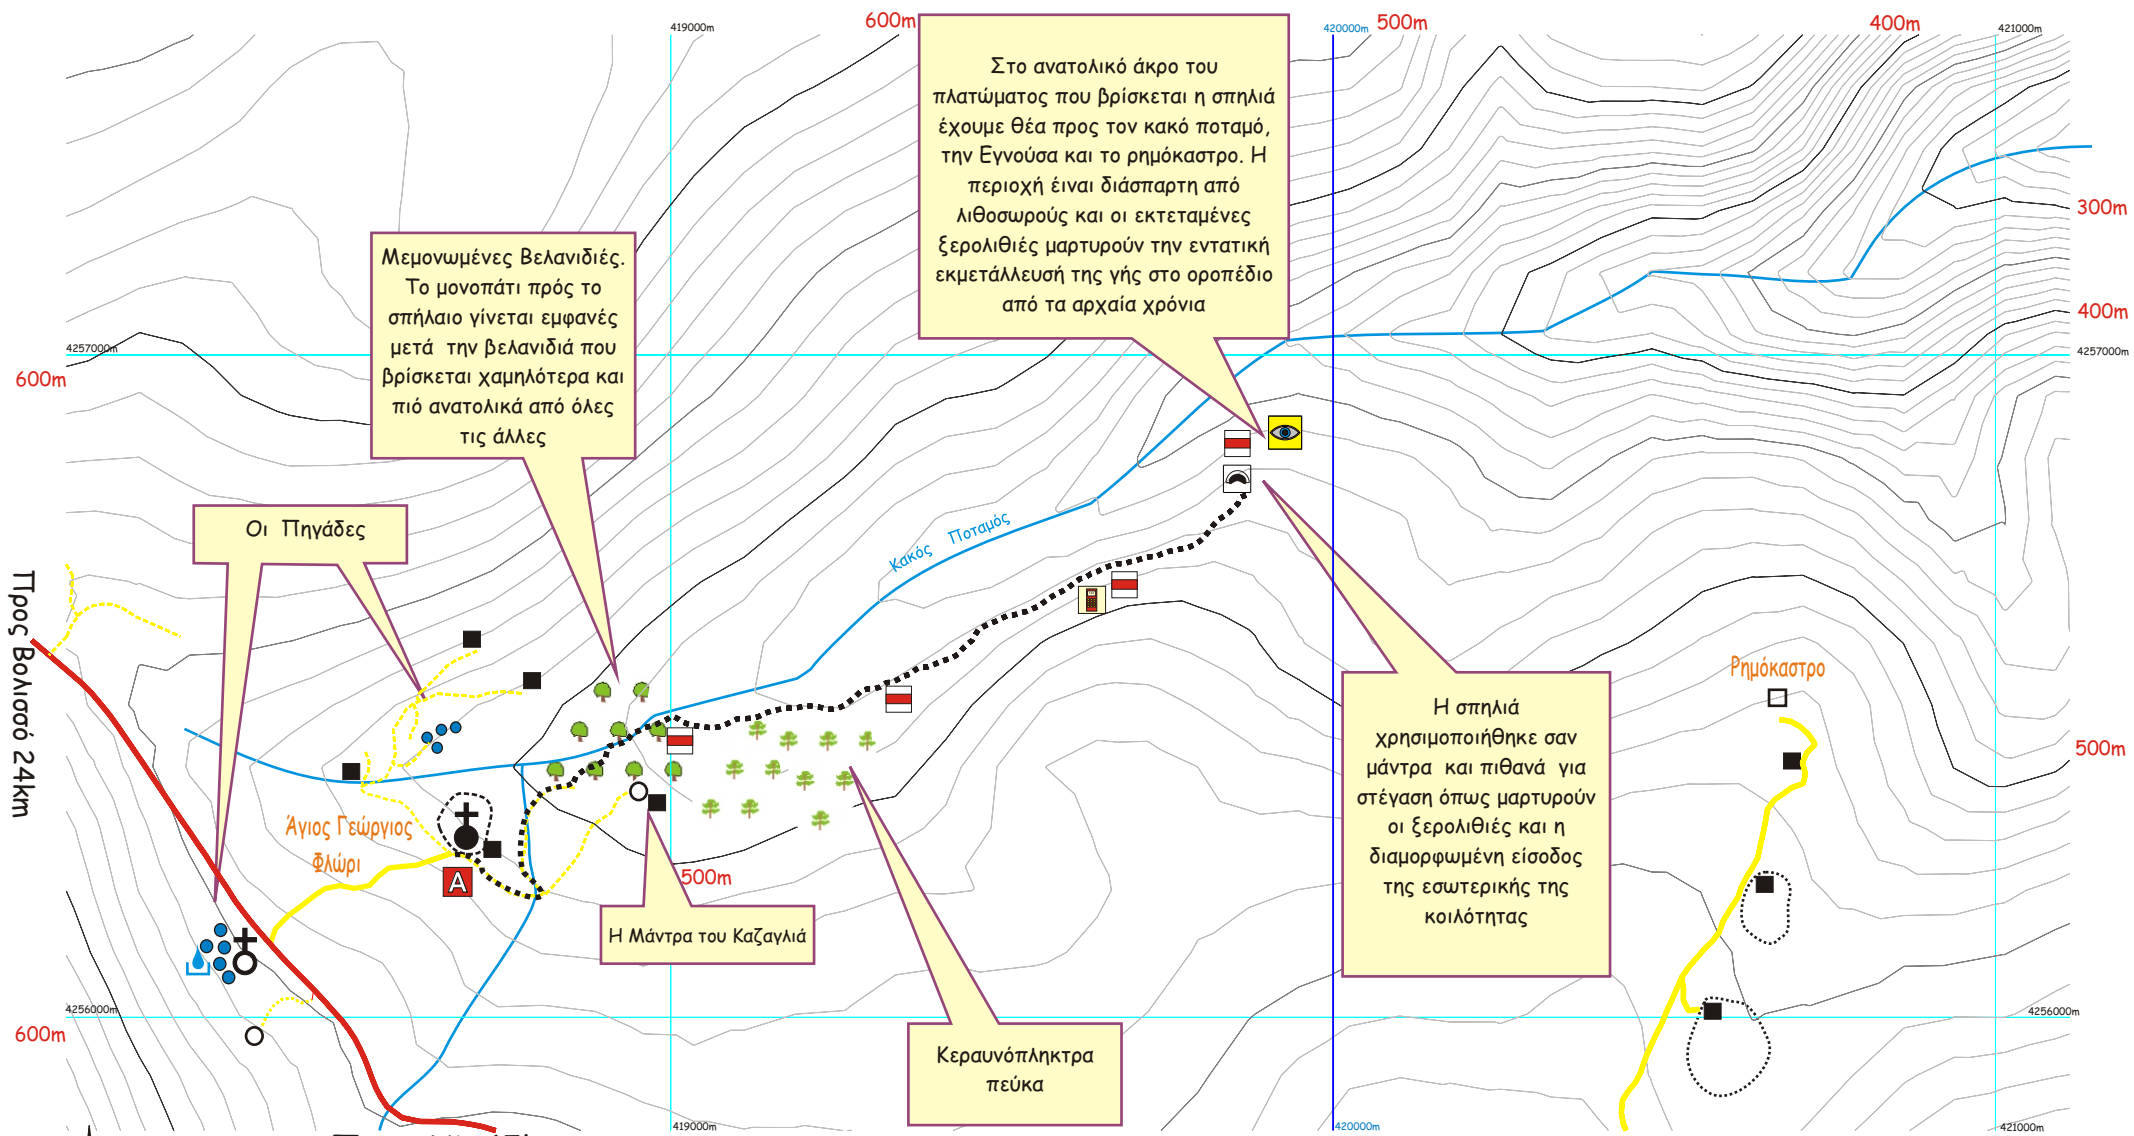 600m
419000m
420000m
500m
400m
421000m
Στο ανατολικό άκρο του
πλατώματος που βρίσκεται η σπηλιά
έχουμε θέα προς τον κακό ποταμό,
την Εγνούσα και το ρημόκαστρο. Η
περιοχή έιναι διάσπαρτη από
λιθοσωρούς και οι εκτεταμένες
ξερολιθιές μαρτυρούν την εντατική
εκμετάλλευσή της γής στο οροπέδιο
από τα αρχαία χρόνια
300m
400m
4257000m
Μεμονωμένες Βελανιδιές.
Το μονοπάτι πρός το
σπήλαιο γίνεται εμφανές
μετά την βελανιδιά που
βρίσκεται χαμηλότερα και
πιό ανατολικά από όλες
τις άλλες
4257000m
600m
Οι Πηγάδες
Κακός Ποταμός
Προς Βολισσό 24km
Ρημόκαστρο
500m
Η σπηλιά
χρησιμοποιήθηκε σαν
μάντρα και πιθανά για
στέγαση όπως μαρτυρούν
οι ξερολιθιές και η
διαμορφωμένη είσοδος
της εσωτερικής της
κοιλότητας
Άγιος Γεώργιος
Φλώρι
A
500m
Η Μάντρα του Καζαγλιά
4256000m
4256000m
600m
Κεραυνόπληκτρα
πεύκα
419000m
420000m
421000m